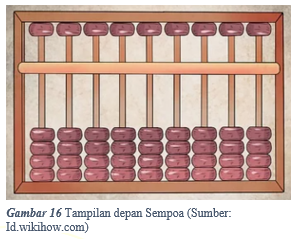 Gambar 16 Tampilan depan Sempoa (Sumber:
Id.wikihow.com)